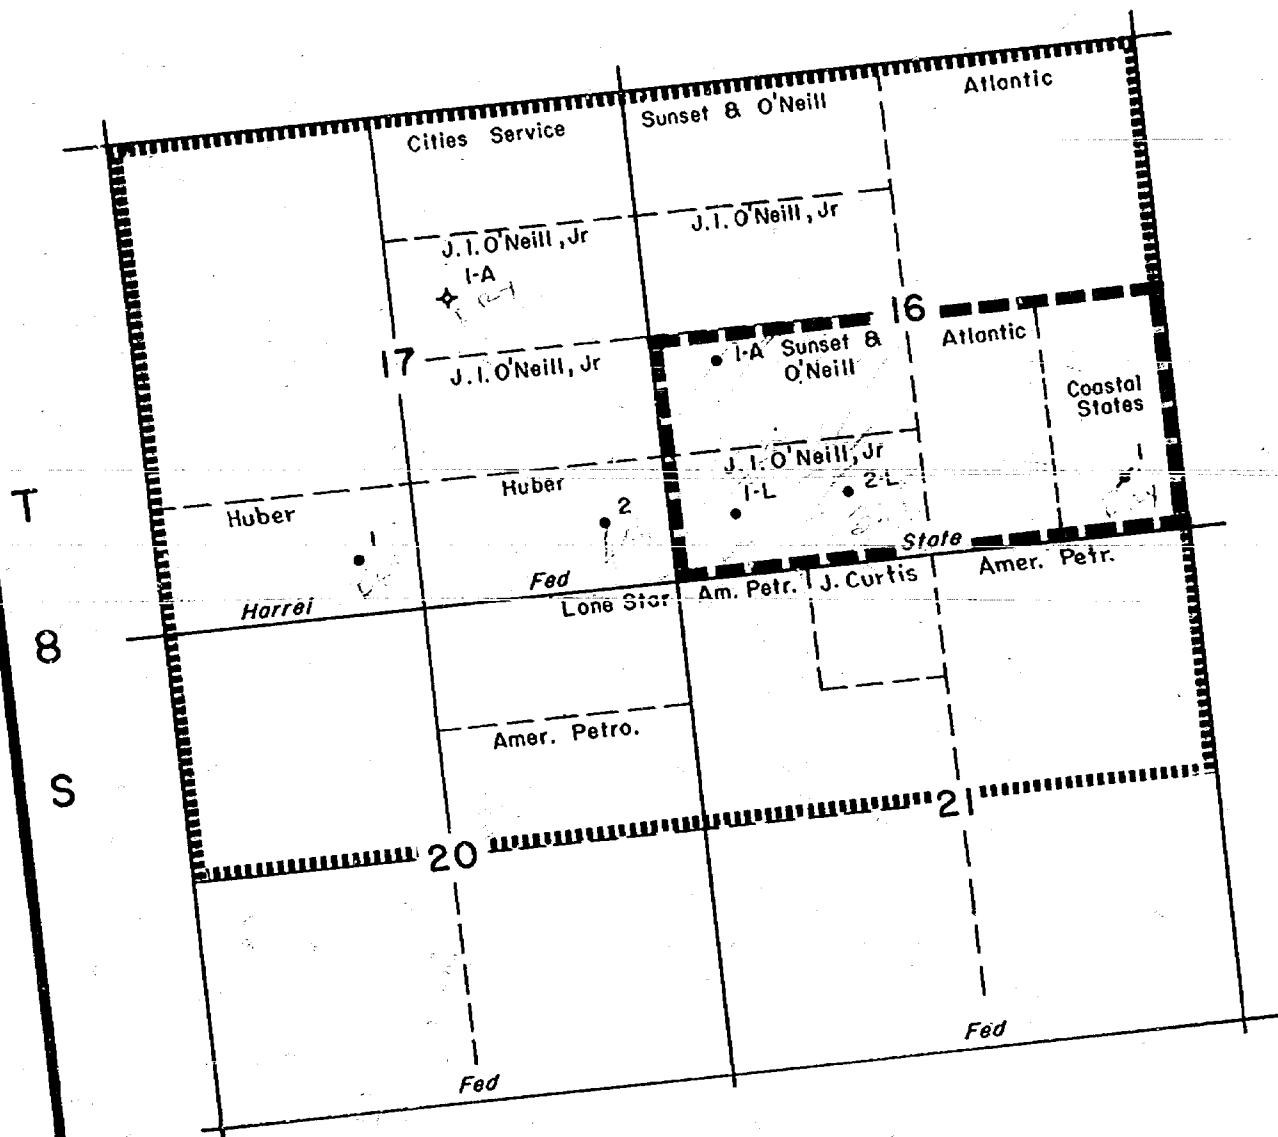 Atlantic
Sunset & O'Neill
Cities Service
J. I. O'Neill, Jr
J. I. O'Neill, Jr
1-A
16
17
J. I. O'Neill, Jr
1-A Sunset &
O'Neill
Atlantic
Coastal
States
J. I. O'Neill, Jr
1-L
2-L
1
Huber
Huber
2
1
T
8
S
State
Harrel
Fed
Lone Star
Am. Petr.
J. Curtis
Amer. Petr.
Amer. Petro.
20
21
Fed
Fed